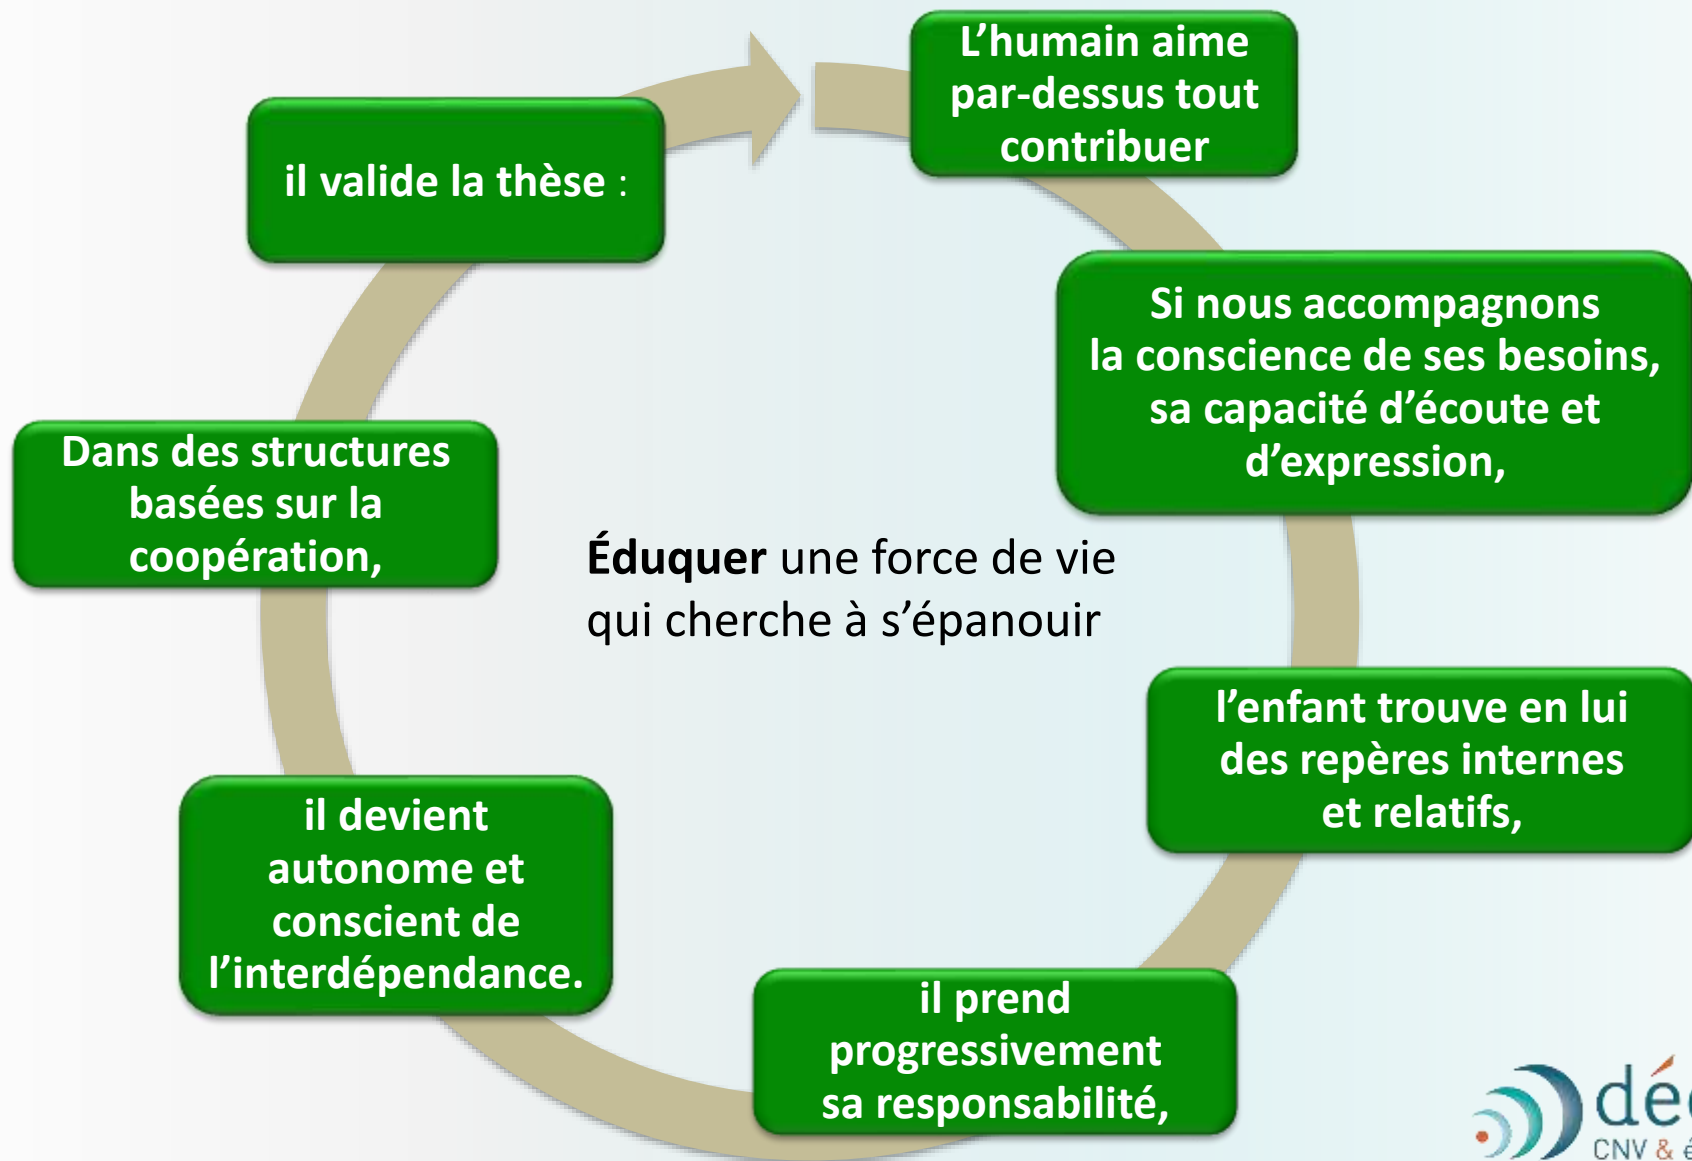 L’humain aime
par-dessus tout
contribuer
Si nous accompagnons
la conscience de ses besoins,
sa capacité d’écoute et
d’expression,
l’enfant trouve en lui
des repères internes
et relatifs,
il prend
progressivement
sa responsabilité,
il devient
autonome et
conscient de
l’interdépendance.
Dans des structures
basées sur la
coopération,
il valide la thèse :
Éduquer une force de vie
qui cherche à s’épanouir
CNV &